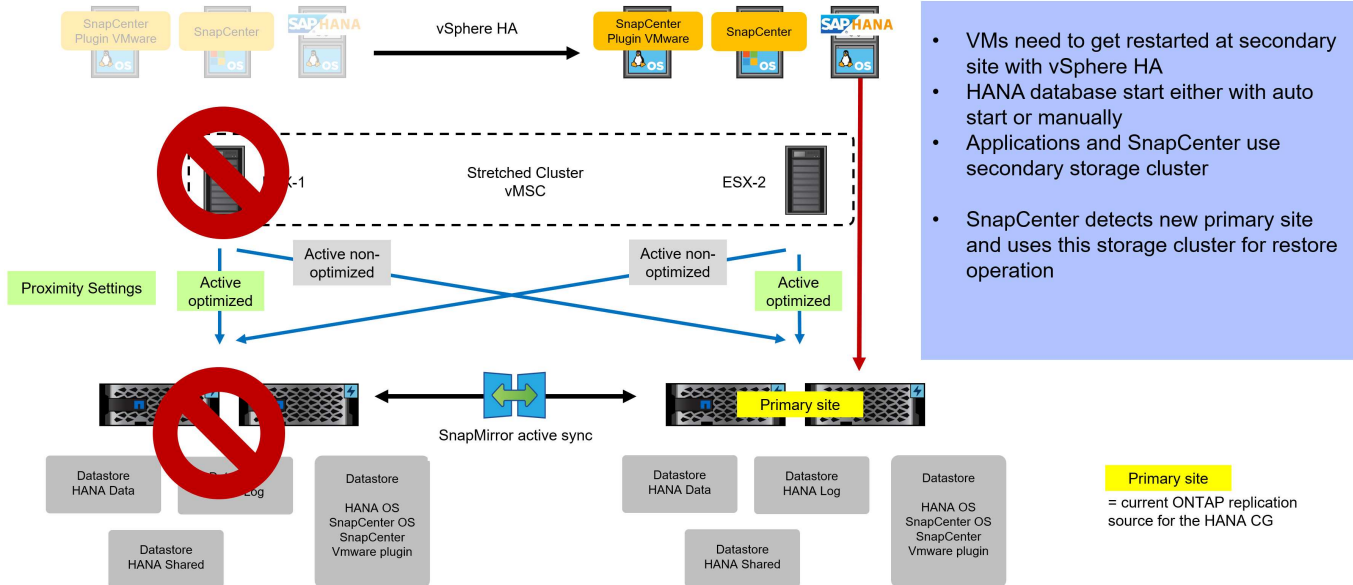 SnapCenter
Plugin VMware
SnapCenter
SAP HANA
OS
OS
OS
vSphere HA
SnapCenter
Plugin VMware
SnapCenter
SAP HANA
OS
OS
OS
• VMs need to get restarted at secondary
site with vSphere HA
• HANA database start either with auto
start or manually
• Applications and SnapCenter use
secondary storage cluster
• SnapCenter detects new primary site
and uses this storage cluster for restore
operation
X-1
Stretched Cluster
vMSC
ESX-2
Proximity Settings
Active
optimized
Active non-
optimized
Active non-
optimized
Active
optimized
SnapMirror active sync
Primary site
Datastore
HANA Data
Log
Datastore
HANA OS
SnapCenter OS
SnapCenter
Vmware plugin
Datastore
HANA Shared
Datastore
HANA Data
Datastore
HANA Log
Datastore
HANA OS
SnapCenter OS
SnapCenter
Vmware plugin
Datastore
HANA Shared
Primary site
= current ONTAP replication
source for the HANA CG